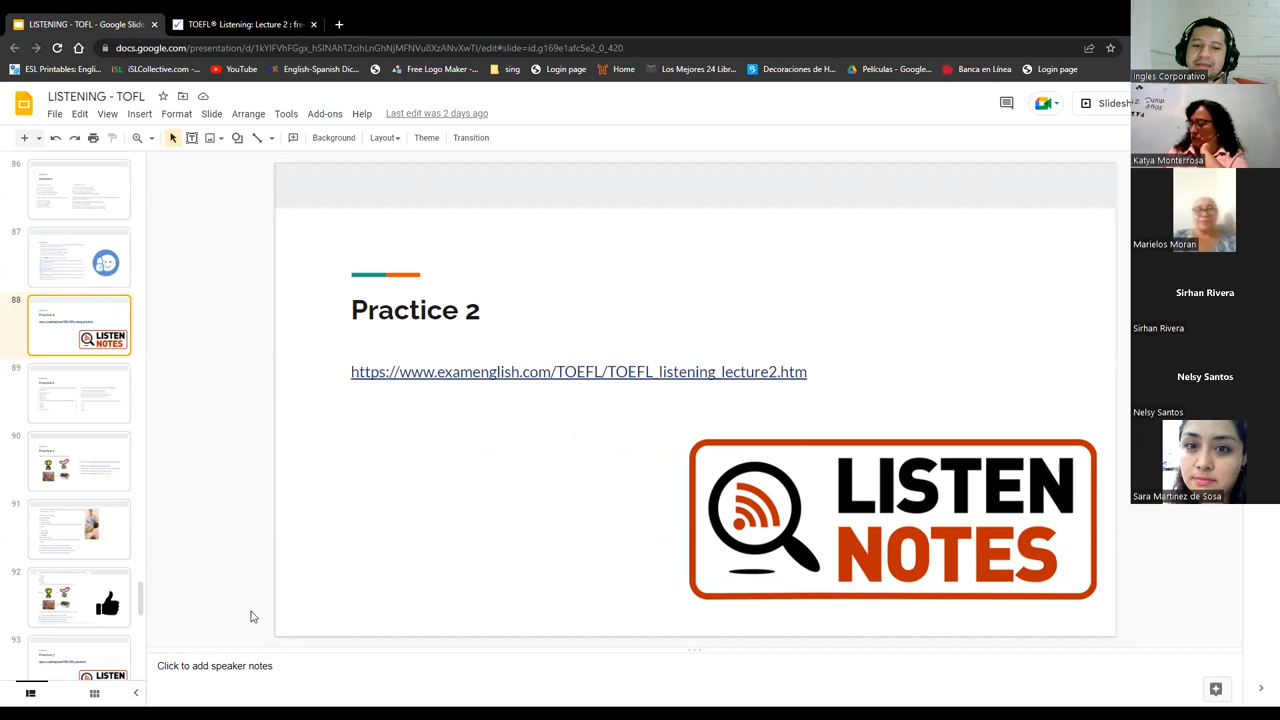 LISTENING - TOFL - Google Slide
TOEFL® Listening: Lecture 2 : fre
docs.google.com/presentation/d/1kYIFVhFGgx_hSlNAhT2cihLnGhNjMFNVu8XzANvXwTI/edit#slide=id.g169e1afc5e2_0_420
ESL Printables: Engli...
iSLCollective.com -...
YouTube
English-Spanish Dic...
Free Logo Maker -...
King
Login page
Home
Los Mejores 24 Libr...
Declaraciones de H...
Películas - Google...
Banca en Línea
Login page
LISTENING - TOFL
File Edit View Insert Format Slide Arrange Tools Add-ons Help Last edit was 2 days ago
Slidesh
Background Layout Theme Transition
86
87
88
89
90
91
92
93
Practice 2
https://www.examenglish.com/TOEFL/TOEFL_listening_lecture2.htm
LISTEN
NOTES
Click to add speaker notes
Ingles Corporativo
Katya Monterrosa
Marielos Moran
Sirhan Rivera
Sirhan Rivera
Nelsy Santos
Nelsy Santos
Sara Martinez de Sosa